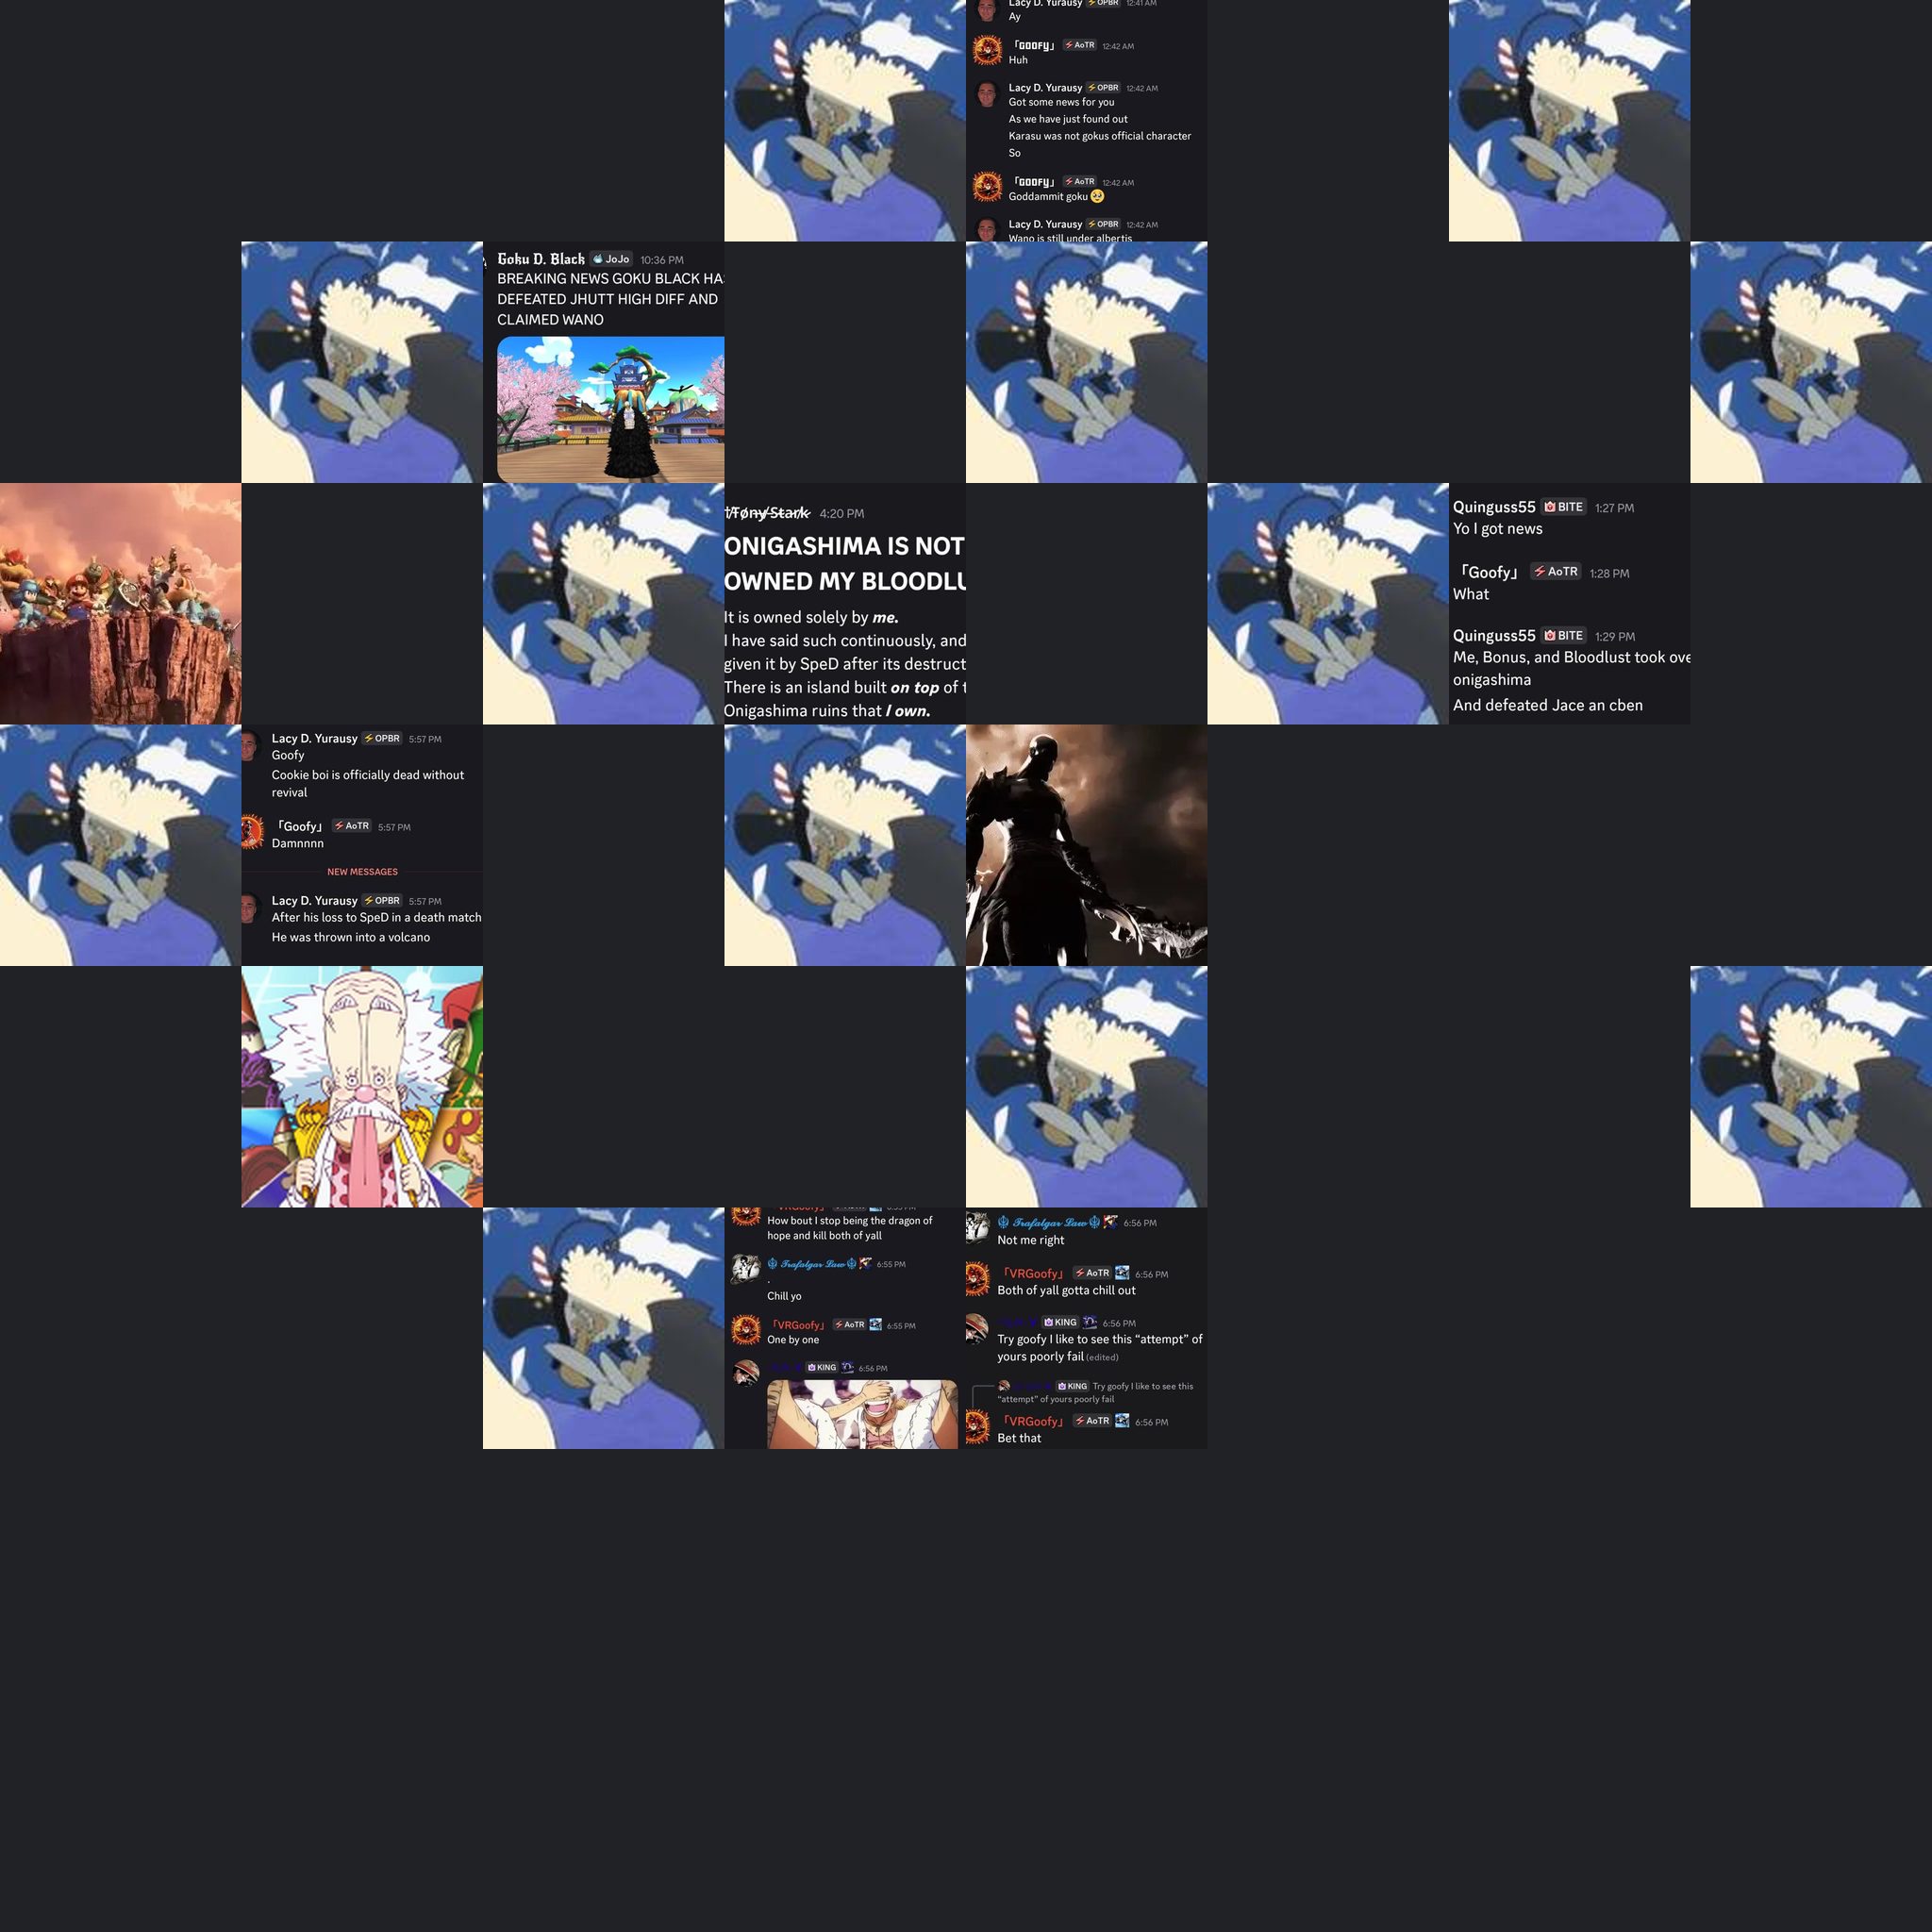 Lacy D. Yurausy OPBR 12:41 AM
Ay
「GOOFY」 AoTR 12:42 AM
Huh
Lacy D. Yurausy OPBR 12:42 AM
Got some news for you
As we have just found out
Karasu was not gokus official character
So
「GOOFY」 AoTR 12:42 AM
Goddammit goku 🥹
Lacy D. Yurausy OPBR 12:42 AM
Wano is still under albertis
Goku D. Black JoJo 10:36 PM
BREAKING NEWS GOKU BLACK HAS
DEFEATED JHUTT HIGH DIFF AND
CLAIMED WANO
†Tøny Stark 4:20 PM
ONIGASHIMA IS NOT
OWNED MY BLOODLU
It is owned solely by me.
I have said such continuously, and
given it by SpeD after its destruct
There is an island built on top of t
Onigashima ruins that I own.
Quinguss55 BITE 1:27 PM
Yo I got news
「Goofy」 AoTR 1:28 PM
What
Quinguss55 BITE 1:29 PM
Me, Bonus, and Bloodlust took ove
onigashima
And defeated Jace an cben
Lacy D. Yurausy OPBR 5:57 PM
Goofy
Cookie boi is officially dead without
revival
「Goofy」 AoTR 5:57 PM
Damnnnn
NEW MESSAGES
Lacy D. Yurausy OPBR 5:57 PM
After his loss to SpeD in a death match
He was thrown into a volcano
「VRGoofy」 AoTR 6:55 PM
How bout I stop being the dragon of
hope and kill both of yall
Trafalgar Law 6:55 PM
.
Chill yo
「VRGoofy」 AoTR 6:55 PM
One by one
KING 6:56 PM
Trafalgar Law 6:56 PM
Not me right
「VRGoofy」 AoTR 6:56 PM
Both of yall gotta chill out
KING 6:56 PM
Try goofy I like to see this “attempt” of
yours poorly fail (edited)
KING Try goofy I like to see this
“attempt” of yours poorly fail
「VRGoofy」 AoTR 6:56 PM
Bet that